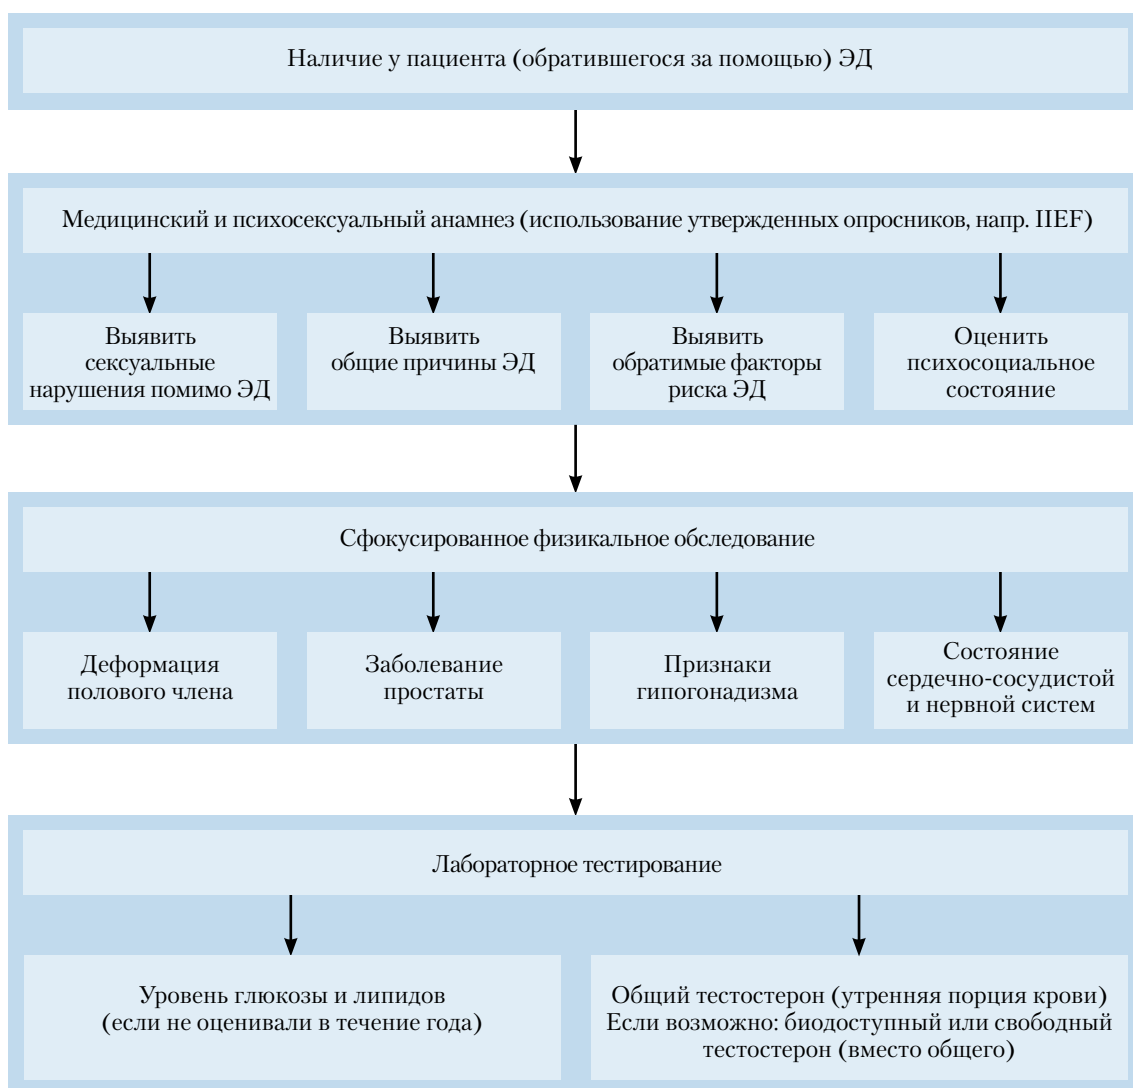 Наличие у пациента (обратившегося за помощью) ЭД
Медицинский и психосексуальный анамнез (использование утвержденных опросников, напр. IIEF)
Выявить
сексуальные
нарушения помимо ЭД
Выявить
общие причины ЭД
Выявить
обратимые факторы
риска ЭД
Оценить
психосоциальное
состояние
Сфокусированное физикальное обследование
Деформация
полового члена
Заболевание
простаты
Признаки
гипогонадизма
Состояние
сердечно-сосудистой
и нервной систем
Лабораторное тестирование
Уровень глюкозы и липидов
(если не оценивали в течение года)
Общий тестостерон (утренняя порция крови)
Если возможно: биодоступный или свободный
тестостерон (вместо общего)